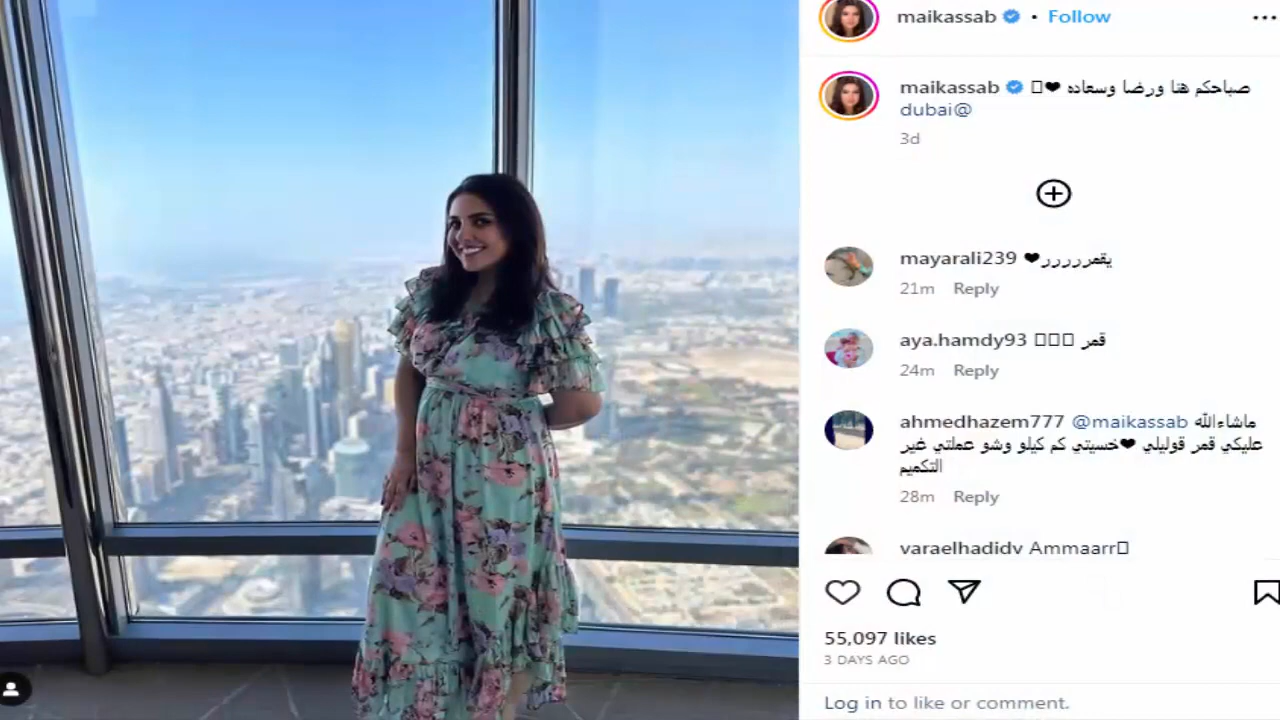 maikassab • Follow
maikassab صباحكم هنا ورضا وسعاده ❤
dubai@
3d
mayarali239 ❤يقمررررر
21m Reply
aya.hamdy93 قمر
24m Reply
ahmedhazem777 @maikassab ماشاءالله
عليكي قمر قوليلي ❤خسيتي كم كيلو وشو عملتي غير
التكميم
28m Reply
yaraelhadidy Ammaarr
55,097 likes
3 DAYS AGO
Log in to like or comment.